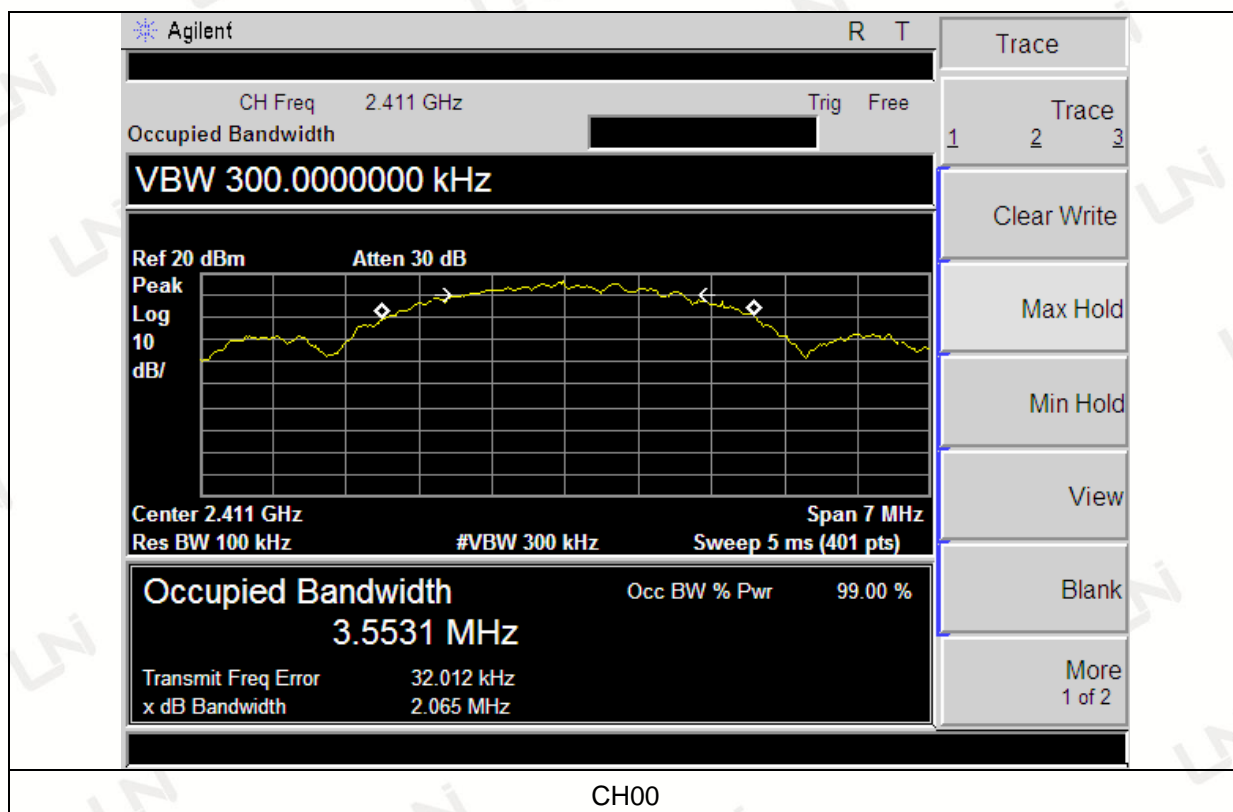 Agilent R T
Trace
CH Freq 2.411 GHz Trig Free
Occupied Bandwidth
Trace
1 2 3
VBW 300.0000000 kHz
Clear Write
Ref 20 dBm Atten 30 dB
Peak
Log
10
dB/
Max Hold
Min Hold
View
Center 2.411 GHz Span 7 MHz
Res BW 100 kHz #VBW 300 kHz Sweep 5 ms (401 pts)
Occupied Bandwidth Occ BW % Pwr 99.00 %
3.5531 MHz
Blank
Transmit Freq Error 32.012 kHz
x dB Bandwidth 2.065 MHz
More
1 of 2
CH00